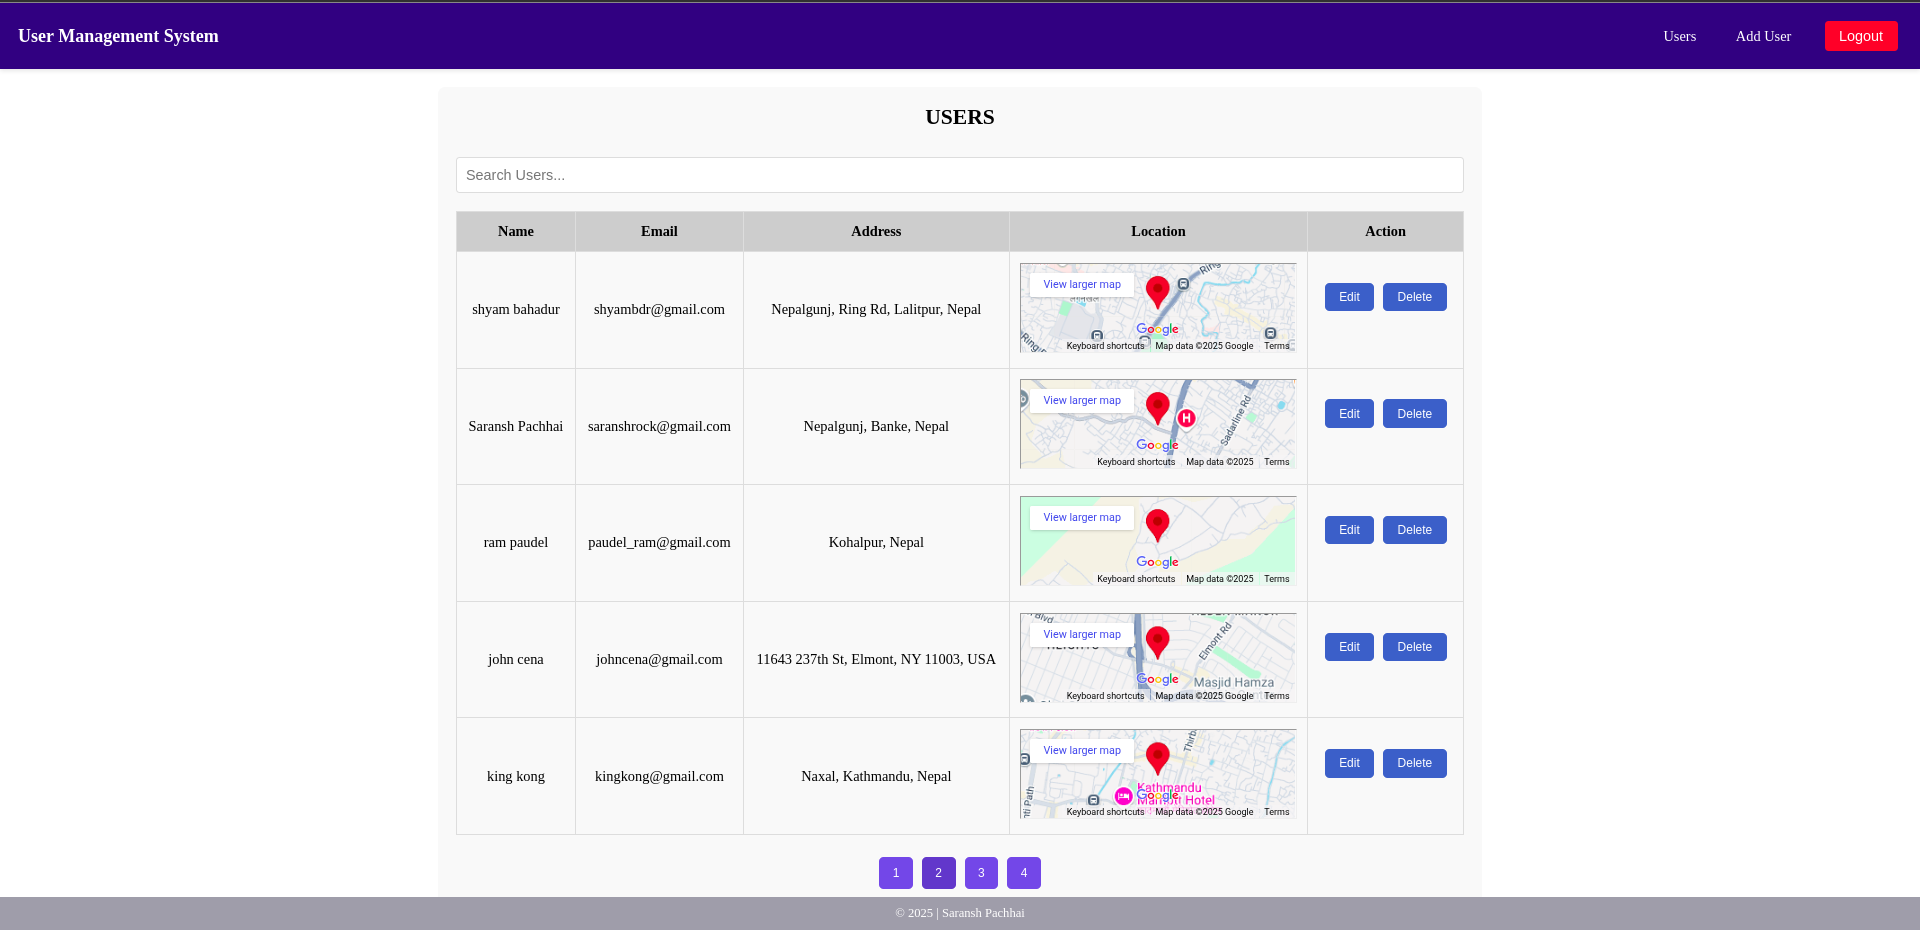 User Management System
Users
Add User
Logout
USERS
Search Users...
Name Email Address Location Action
shyam bahadur
shyambdr@gmail.com
Nepalgunj, Ring Rd, Lalitpur, Nepal
View larger map
Ring
Google
Keyboard shortcuts Map data ©2025 Google Terms
Edit Delete
Saransh Pachhai
saranshrock@gmail.com
Nepalgunj, Banke, Nepal
View larger map
H
Sadarline Rd
Google
Keyboard shortcuts Map data ©2025 Terms
Edit Delete
ram paudel
paudel_ram@gmail.com
Kohalpur, Nepal
View larger map
Google
Keyboard shortcuts Map data ©2025 Terms
Edit Delete
john cena
johncena@gmail.com
11643 237th St, Elmont, NY 11003, USA
View larger map
Elmont Rd
Google
Masjid Hamza
Keyboard shortcuts Map data ©2025 Google Terms
Edit Delete
king kong
kingkong@gmail.com
Naxal, Kathmandu, Nepal
View larger map
Kathmandu
Google
Marriott Hotel
Keyboard shortcuts Map data ©2025 Google Terms
Edit Delete
1 2 3 4
© 2025 | Saransh Pachhai